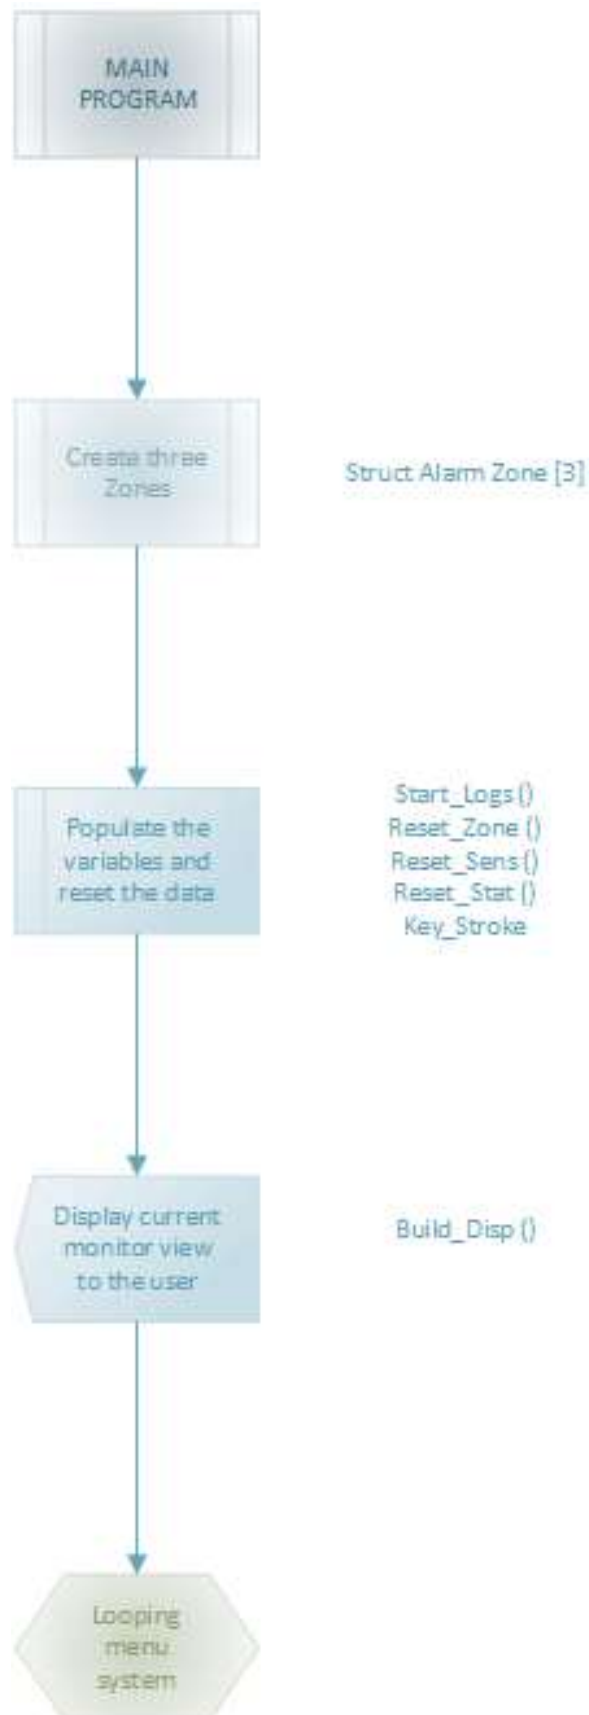 MAIN
PROGRAM
Create three
Zones
Struct Alarm Zone [3]
Populate the
variables and
reset the data
Start_Logs ()
Reset_Zone ()
Reset_Sens ()
Reset_Stat ()
Key_Stroke
Display current
monitor view
to the user
Build_Disp ()
Looping
menu
system